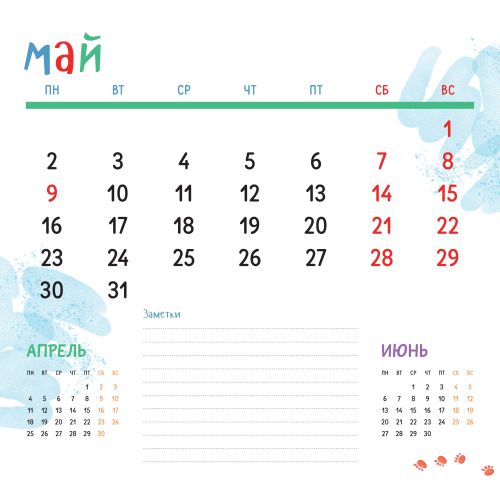 май
ПН ВТ СР ЧТ ПТ СБ ВС
1
2 3 4 5 6 7 8
9 10 11 12 13 14 15
16 17 18 19 20 21 22
23 24 25 26 27 28 29
30 31
Заметки
АПРЕЛЬ
ПН ВТ СР ЧТ ПТ СБ ВС
1 2 3
4 5 6 7 8 9 10
11 12 13 14 15 16 17
18 19 20 21 22 23 24
25 26 27 28 29 30
ИЮНЬ
ПН ВТ СР ЧТ ПТ СБ ВС
1 2 3 4 5
6 7 8 9 10 11 12
13 14 15 16 17 18 19
20 21 22 23 24 25 26
27 28 29 30